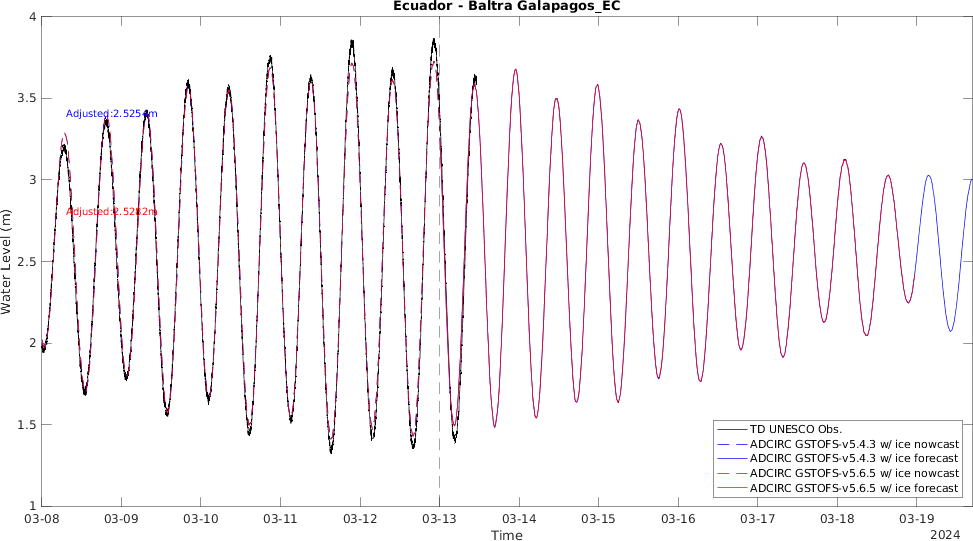 Ecuador - Baltra Galapagos_EC
4
3.5
3
2.5
2
1.5
1
Water Level (m)
Adjusted:2.5254m
Adjusted:2.5282m
TD UNESCO Obs.
ADCIRC GSTOFS-v5.4.3 w/ ice nowcast
ADCIRC GSTOFS-v5.4.3 w/ ice forecast
ADCIRC GSTOFS-v5.6.5 w/ ice nowcast
ADCIRC GSTOFS-v5.6.5 w/ ice forecast
03-08 03-09 03-10 03-11 03-12 03-13 03-14 03-15 03-16 03-17 03-18 03-19
Time
2024